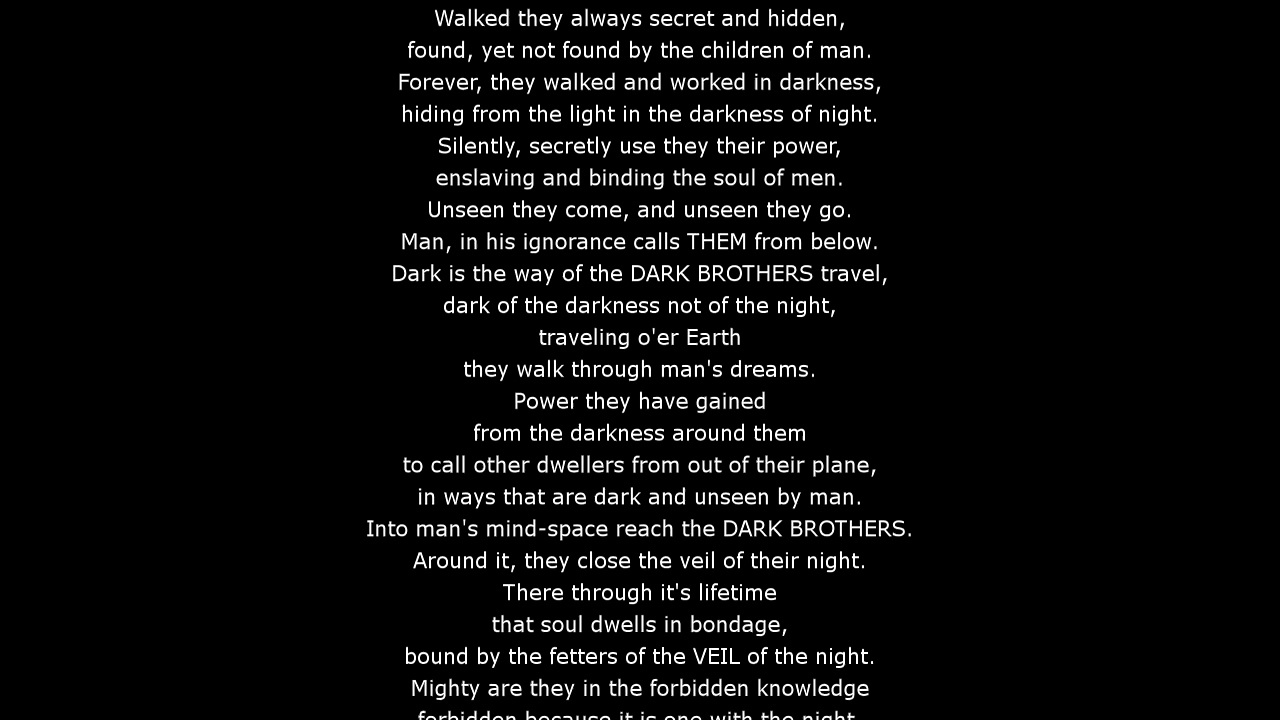 Walked they always secret and hidden,
found, yet not found by the children of man.
Forever, they walked and worked in darkness,
hiding from the light in the darkness of night.
Silently, secretly use they their power,
enslaving and binding the soul of men.
Unseen they come, and unseen they go.
Man, in his ignorance calls THEM from below.
Dark is the way of the DARK BROTHERS travel,
dark of the darkness not of the night,
traveling o'er Earth
they walk through man's dreams.
Power they have gained
from the darkness around them
to call other dwellers from out of their plane,
in ways that are dark and unseen by man.
Into man's mind-space reach the DARK BROTHERS.
Around it, they close the veil of their night.
There through it's lifetime
that soul dwells in bondage,
bound by the fetters of the VEIL of the night.
Mighty are they in the forbidden knowledge
forbidden because it is one with the night.